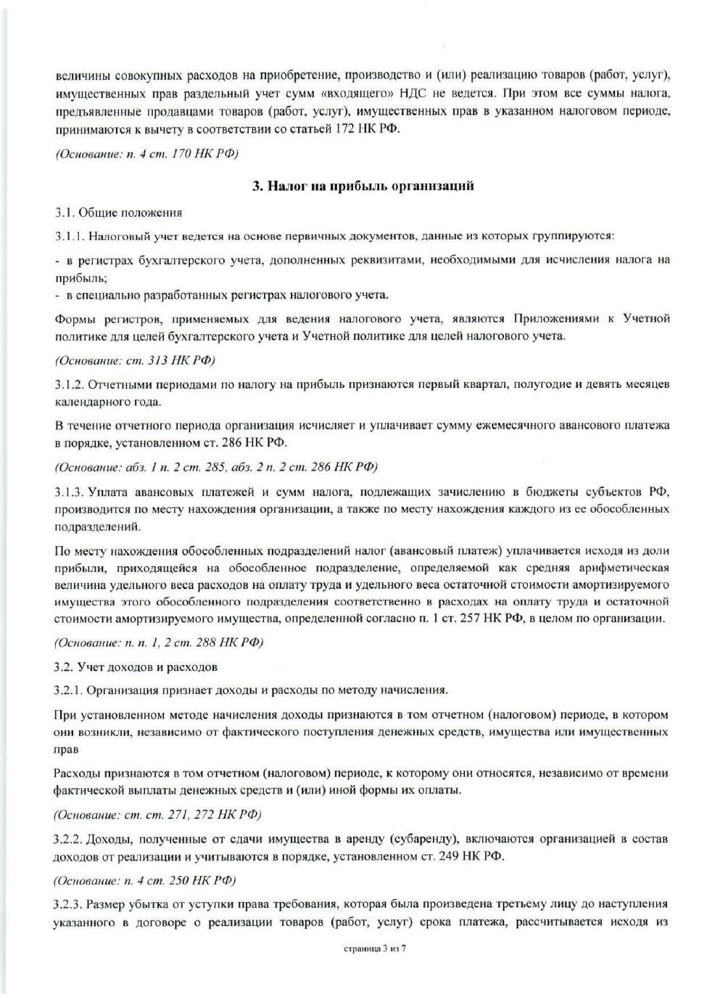 величины совокупных расходов на приобретение, производство и (или) реализацию товаров (работ, услуг),
имущественных прав раздельный учет сумм «входящего» НДС не ведется. При этом все суммы налога,
предъявленные продавцами товаров (работ, услуг), имущественных прав в указанном налоговом периоде,
принимаются к вычету в соответствии со статьей 172 НК РФ.
(Основание: п. 4 ст. 170 НК РФ)
3. Налог на прибыль организаций
3.1. Общие положения
3.1.1. Налоговый учет ведется на основе первичных документов, данные из которых группируются:
- в регистрах бухгалтерского учета, дополненных реквизитами, необходимыми для исчисления налога на
прибыль;
- в специально разработанных регистрах налогового учета.
Формы регистров, применяемых для ведения налогового учета, являются Приложениями к Учетной
политике для целей бухгалтерского учета и Учетной политике для целей налогового учета.
(Основание: ст. 313 НК РФ)
3.1.2. Отчетными периодами по налогу на прибыль признаются первый квартал, полугодие и девять месяцев
календарного года.
В течение отчетного периода организация исчисляет и уплачивает сумму ежемесячного авансового платежа
в порядке, установленном ст. 286 НК РФ.
(Основание: абз. 1 п. 2 ст. 285, абз. 2 п. 2 ст. 286 НК РФ)
3.1.3. Уплата авансовых платежей и сумм налога, подлежащих зачислению в бюджеты субъектов РФ,
производится по месту нахождения организации, а также по месту нахождения каждого из ее обособленных
подразделений.
По месту нахождения обособленных подразделений налог (авансовый платеж) уплачивается исходя из доли
прибыли, приходящейся на обособленное подразделение, определяемой как средняя арифметическая
величина удельного веса расходов на оплату труда и удельного веса остаточной стоимости амортизируемого
имущества этого обособленного подразделения соответственно в расходах на оплату труда и остаточной
стоимости амортизируемого имущества, определенной согласно п. 1 ст. 257 НК РФ, в целом по организации.
(Основание: п. п. 1, 2 ст. 288 НК РФ)
3.2. Учет доходов и расходов
3.2.1. Организация признает доходы и расходы по методу начисления.
При установленном методе начисления доходы признаются в том отчетном (налоговом) периоде, в котором
они возникли, независимо от фактического поступления денежных средств, имущества или имущественных
прав
Расходы признаются в том отчетном (налоговом) периоде, к которому они относятся, независимо от времени
фактической выплаты денежных средств и (или) иной формы их оплаты.
(Основание: ст. ст. 271, 272 НК РФ)
3.2.2. Доходы, полученные от сдачи имущества в аренду (субаренду), включаются организацией в состав
доходов от реализации и учитываются в порядке, установленном ст. 249 НК РФ.
(Основание: п. 4 ст. 250 НК РФ)
3.2.3. Размер убытка от уступки права требования, которая была произведена третьему лицу до наступления
указанного в договоре о реализации товаров (работ, услуг) срока платежа, рассчитывается исходя из
страница 3 из 7